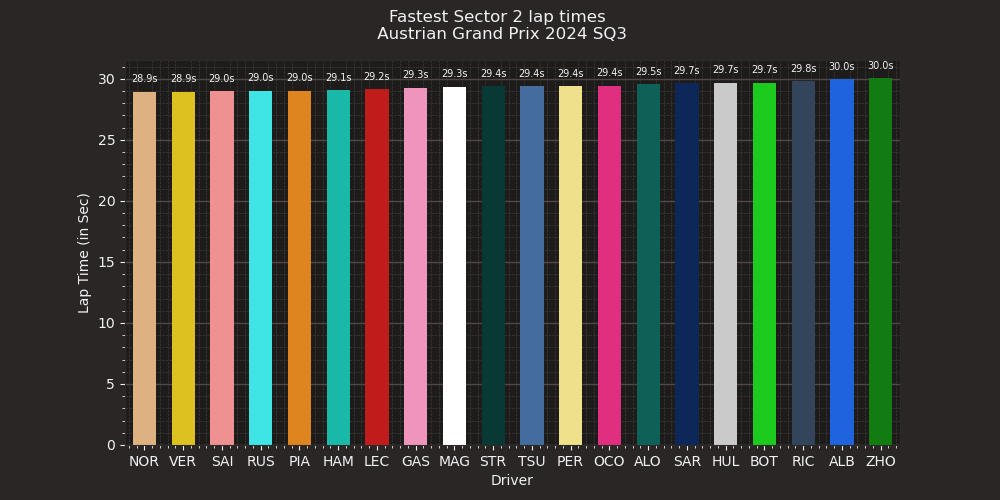 Fastest Sector 2 lap times
Austrian Grand Prix 2024 SQ3
28.9s 28.9s 29.0s 29.0s 29.0s 29.1s 29.2s 29.3s 29.3s 29.4s 29.4s 29.4s 29.4s 29.5s 29.7s 29.7s 29.7s 29.8s 30.0s 30.0s
30
25
20
15
10
5
0
Lap Time (in Sec)
NOR VER SAI RUS PIA HAM LEC GAS MAG STR TSU PER OCO ALO SAR HUL BOT RIC ALB ZHO
Driver